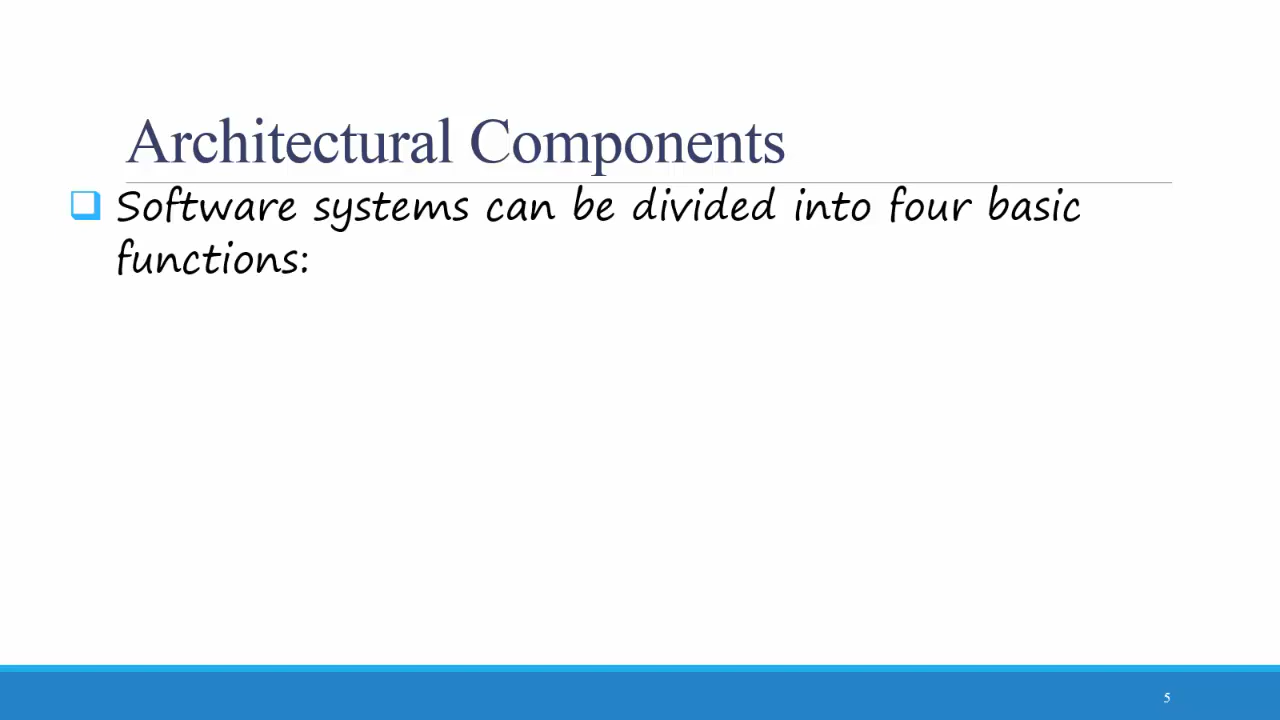 Architectural Components
Software systems can be divided into four basic
functions:
5